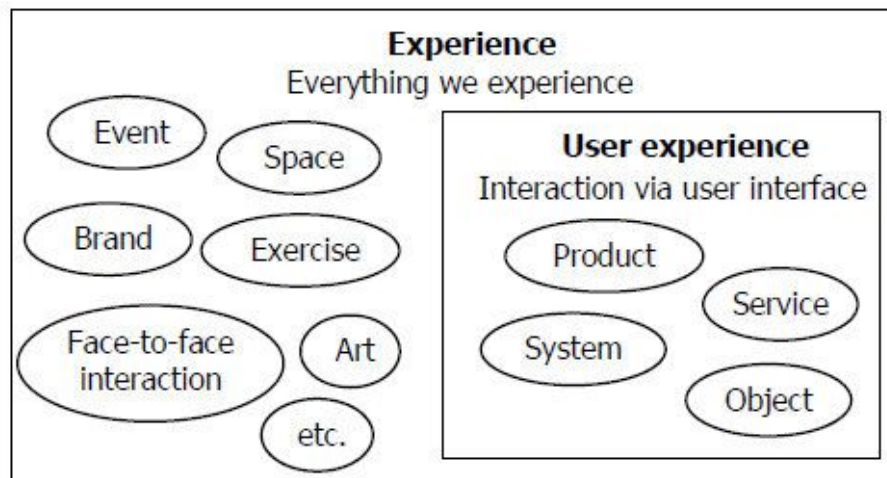 Experience
Everything we experience
Event
Space
Brand
Exercise
Face-to-face
interaction
Art
etc.
User experience
Interaction via user interface
Product
Service
System
Object